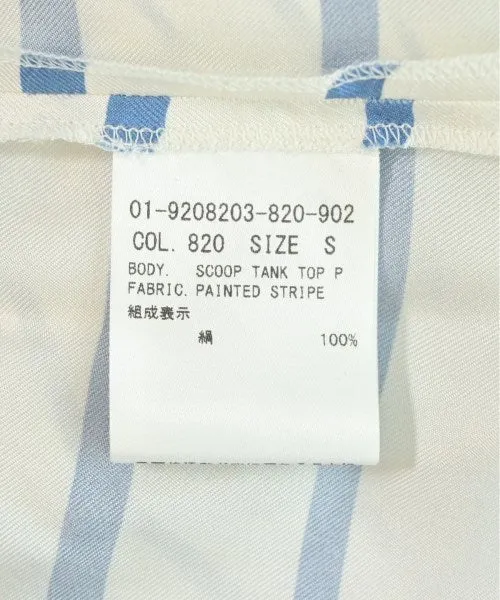 01-9208203-820-902
COL. 820 SIZE S
BODY. SCOOP TANK TOP P
FABRIC. PAINTED STRIPE
組成表示
絹 100%